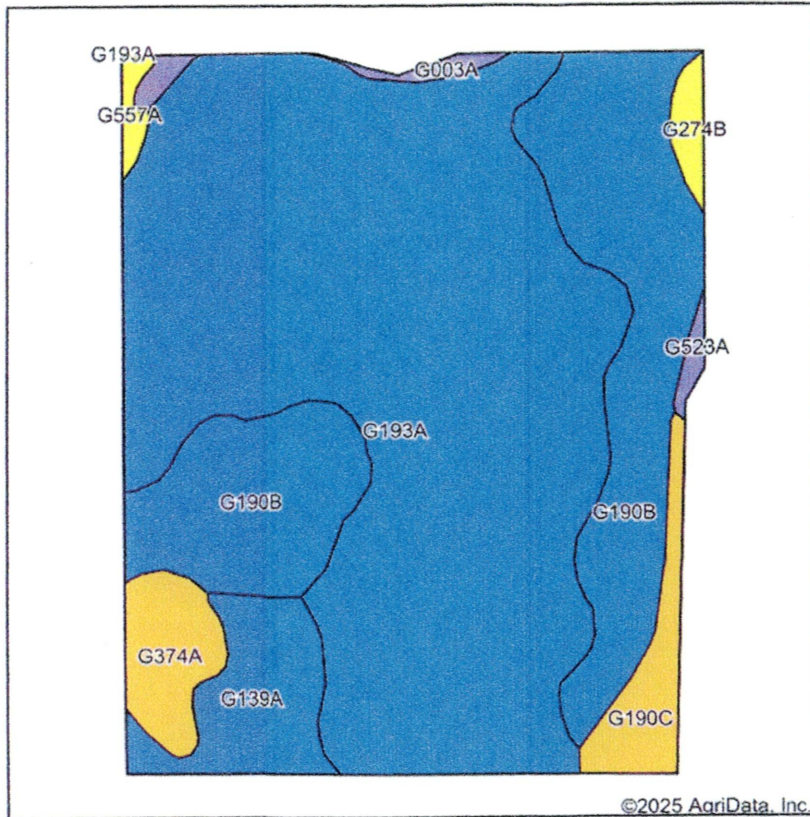 G193A
G003A
G557A
G274B
G523A
G193A
G190B
G190B
G374A
G139A
G190C
©2025 AgriData, Inc.